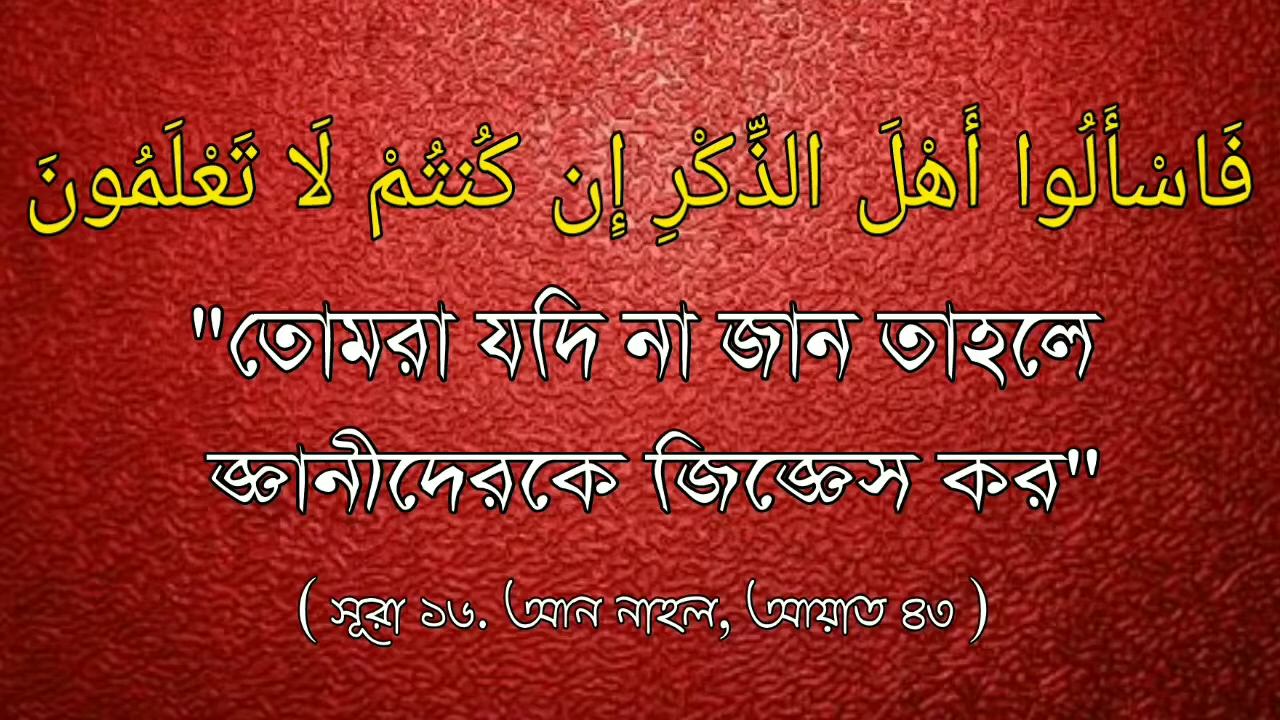 فَاسْأَلُوا أَهْلَ الذِّكْرِ إِن كُنتُمْ لَا تَعْلَمُونَ
"তোমরা যদি না জান তাহলে
জ্ঞানীদেরকে জিজ্ঞেস কর"
( সূরা ১৬. আন নাহল, আয়াত ৪৩ )